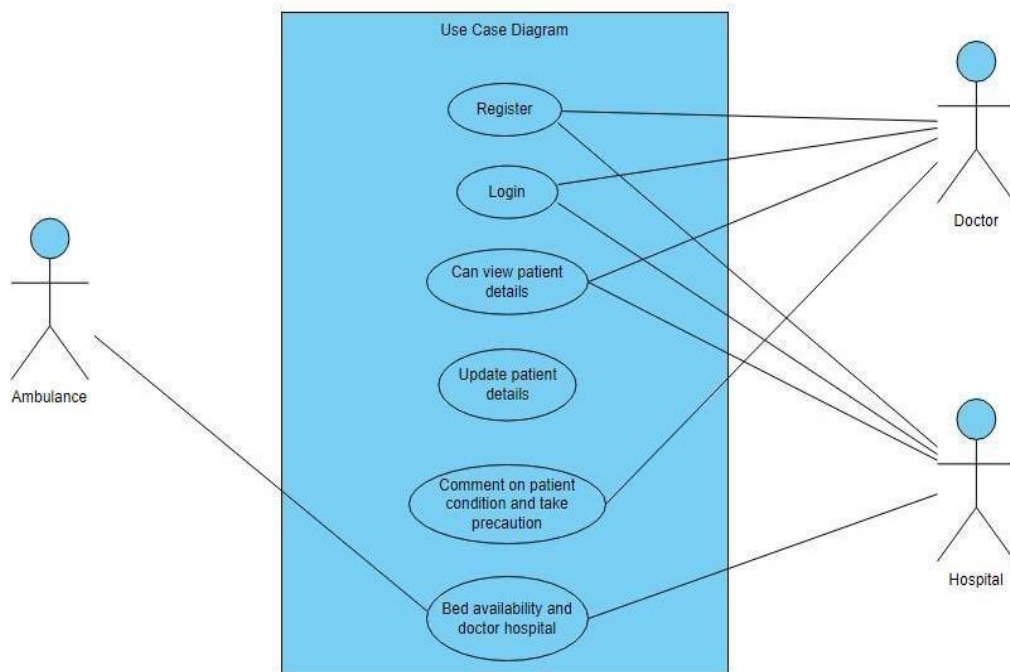 Use Case Diagram
Register
Login
Can view patient
details
Update patient
details
Comment on patient
condition and take
precaution
Bed availability and
doctor hospital
Ambulance
Doctor
Hospital